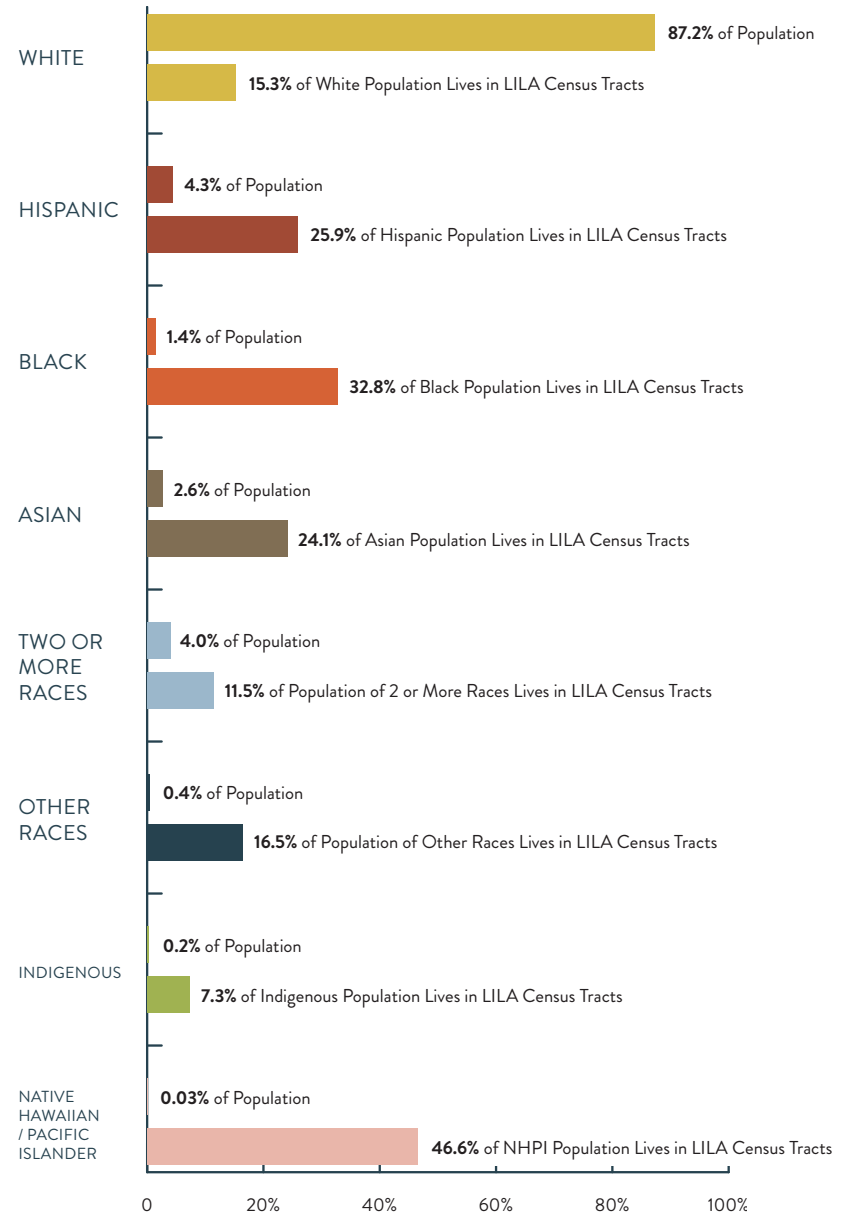 87.2% of Population
WHITE
15.3% of White Population Lives in LILA Census Tracts
4.3% of Population
HISPANIC
25.9% of Hispanic Population Lives in LILA Census Tracts
1.4% of Population
BLACK
32.8% of Black Population Lives in LILA Census Tracts
2.6% of Population
ASIAN
24.1% of Asian Population Lives in LILA Census Tracts
TWO OR
MORE
RACES
4.0% of Population
11.5% of Population of 2 or More Races Lives in LILA Census Tracts
0.4% of Population
OTHER
RACES
16.5% of Population of Other Races Lives in LILA Census Tracts
0.2% of Population
INDIGENOUS
7.3% of Indigenous Population Lives in LILA Census Tracts
NATIVE
HAWAIIAN
/ PACIFIC
ISLANDER
0.03% of Population
46.6% of NHPI Population Lives in LILA Census Tracts
0 20% 40% 60% 80% 100%